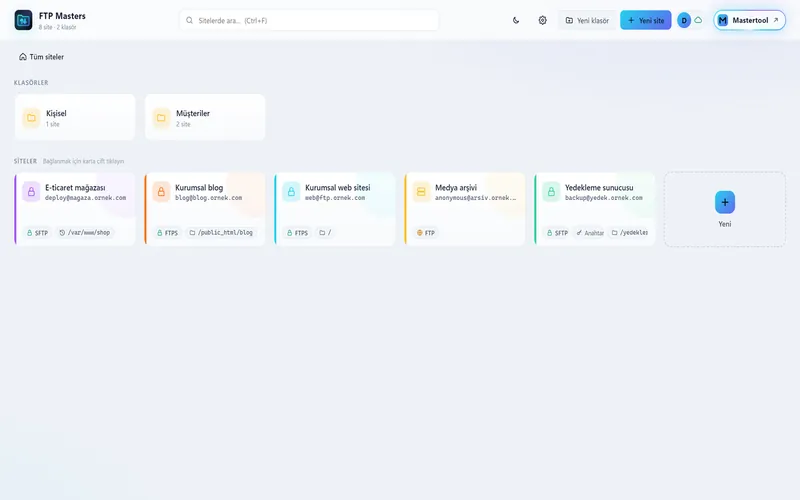 FTP Masters
8 site · 2 klasör
Sitelerde ara... (Ctrl+F)
Yeni klasör
+ Yeni site
D
M Mastertool ↗
Tüm siteler
KLASÖRLER
Kişisel
1 site
Müşteriler
2 site
SİTELER Bağlanmak için karta çift tıklayın
E-ticaret mağazası
deploy@magaza.ornek.com
SFTP /var/www/shop
Kurumsal blog
blog@blog.ornek.com
FTPS /public_html/blog
Kurumsal web sitesi
web@ftp.ornek.com
FTPS /
Medya arşivi
anonymous@arsiv.ornek....
FTP
Yedekleme sunucusu
backup@yedek.ornek.com
SFTP Anahtar /yedekler
+
Yeni